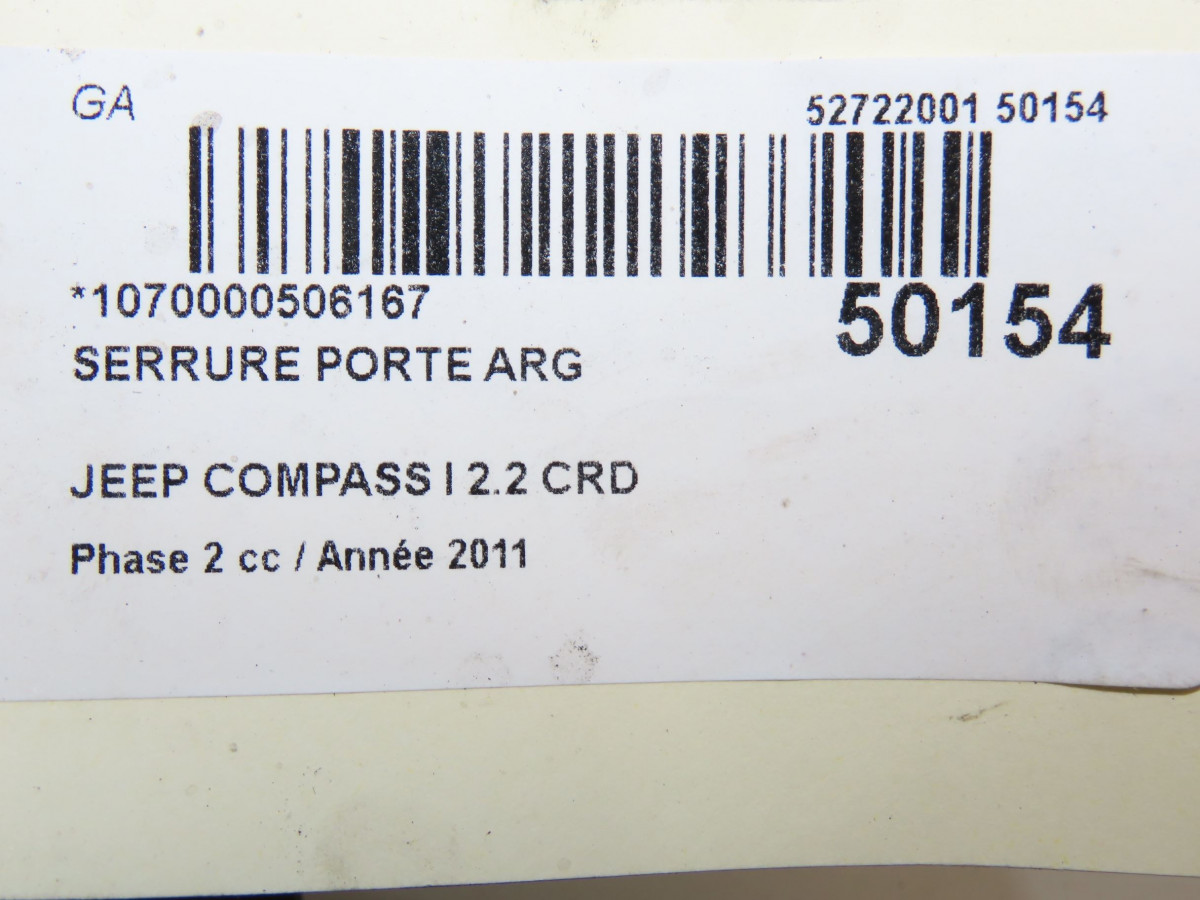 GA
52722001 50154
*1070000506167
50154
SERRURE PORTE ARG
JEEP COMPASS I 2.2 CRD
Phase 2 cc / Année 2011